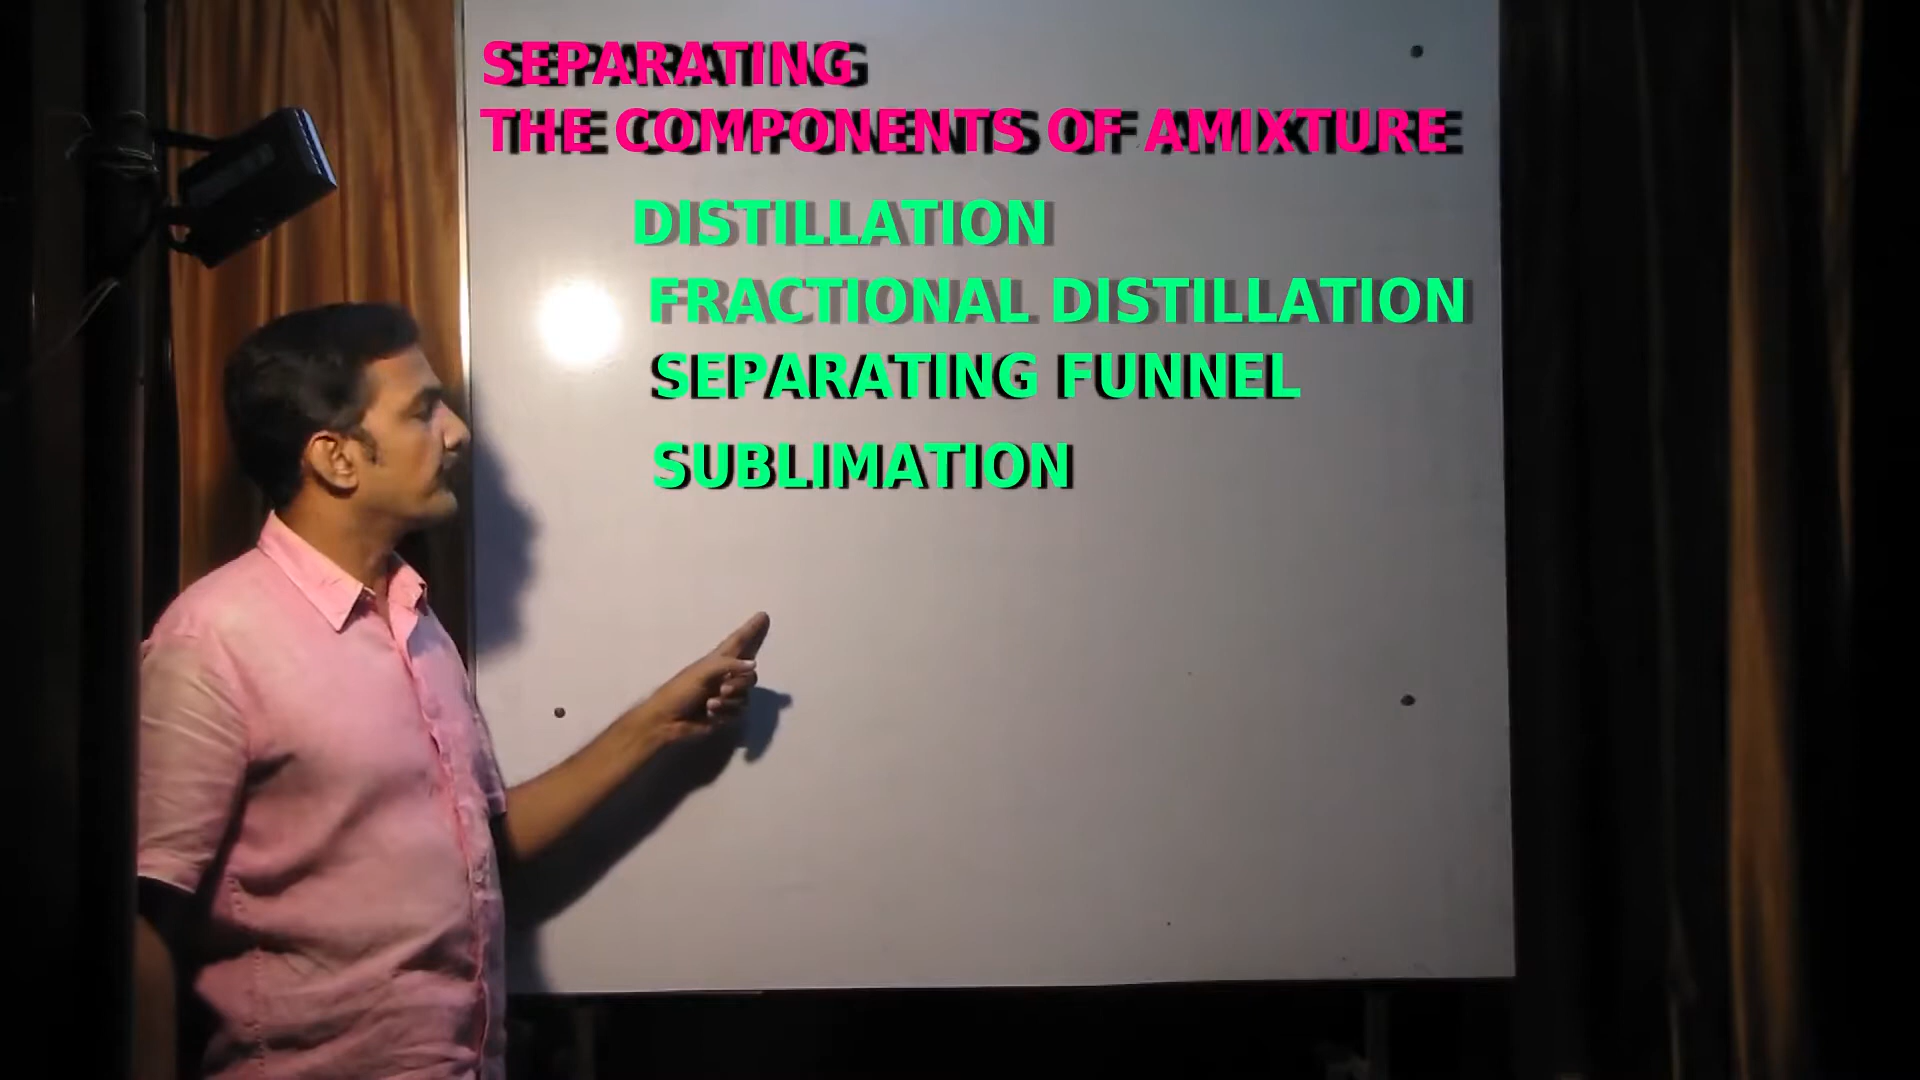 SEPARATING
THE COMPONENTS OF AMIXTURE
DISTILLATION
FRACTIONAL DISTILLATION
SEPARATING FUNNEL
SUBLIMATION